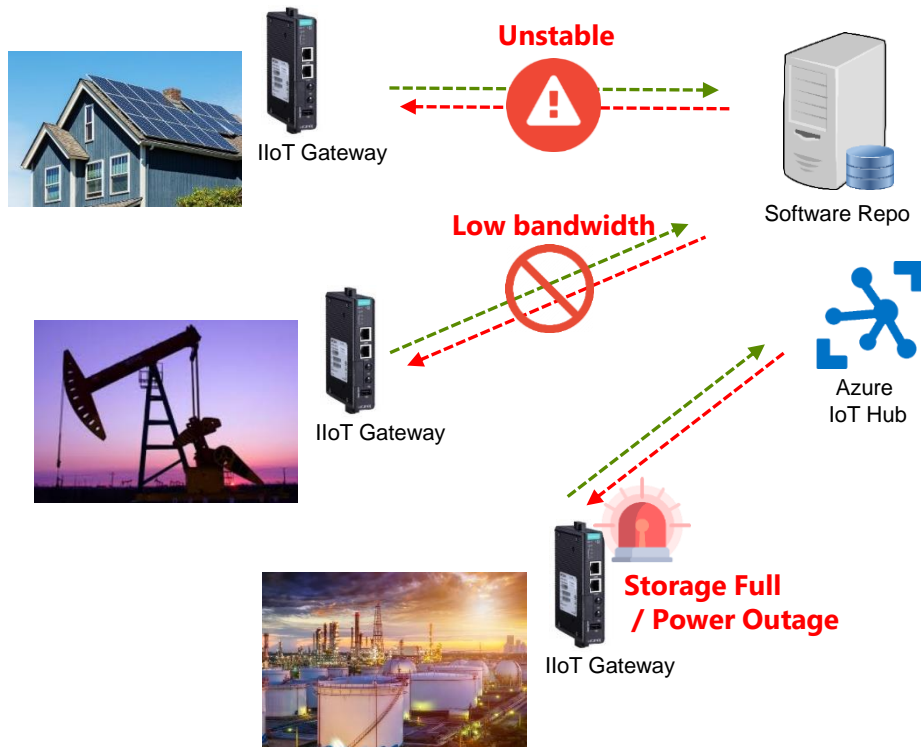 Unstable
IIoT Gateway
Software Repo
Low bandwidth
Azure
IoT Hub
IIoT Gateway
Storage Full
/ Power Outage
IIoT Gateway